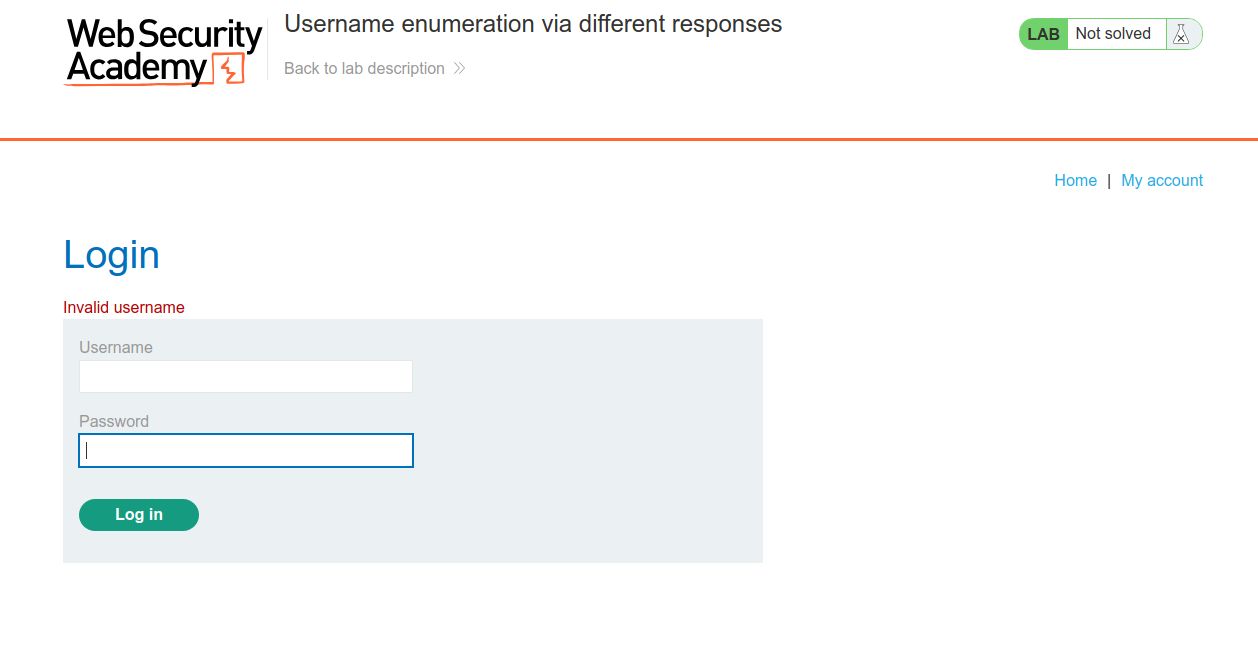 Web Security
Academy
Username enumeration via different responses
Back to lab description
LAB Not solved
Home | My account
Login
Invalid username
Username
Password
Log in